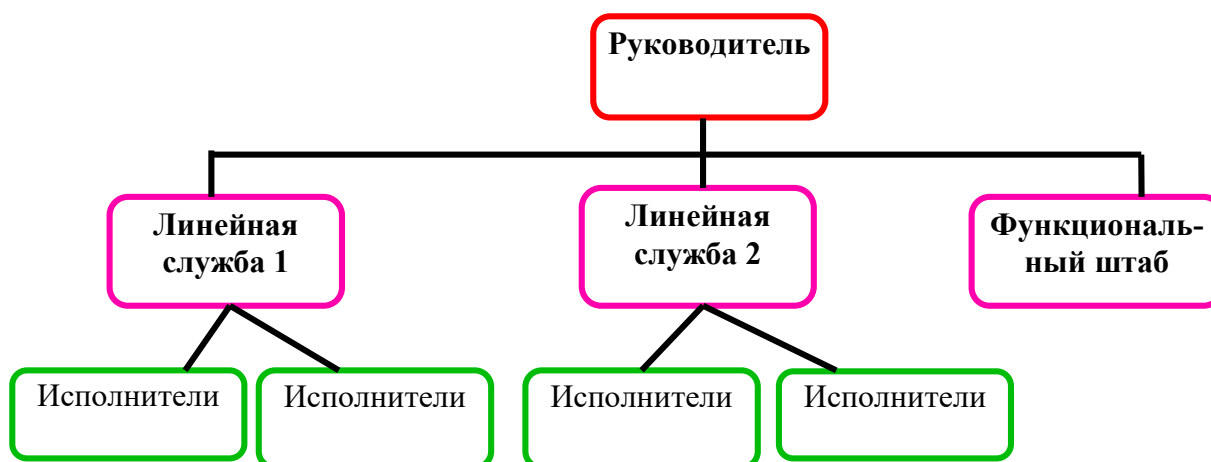 Руководитель
Линейная
служба 1
Линейная
служба 2
Функциональ-
ный штаб
Исполнители
Исполнители
Исполнители
Исполнители